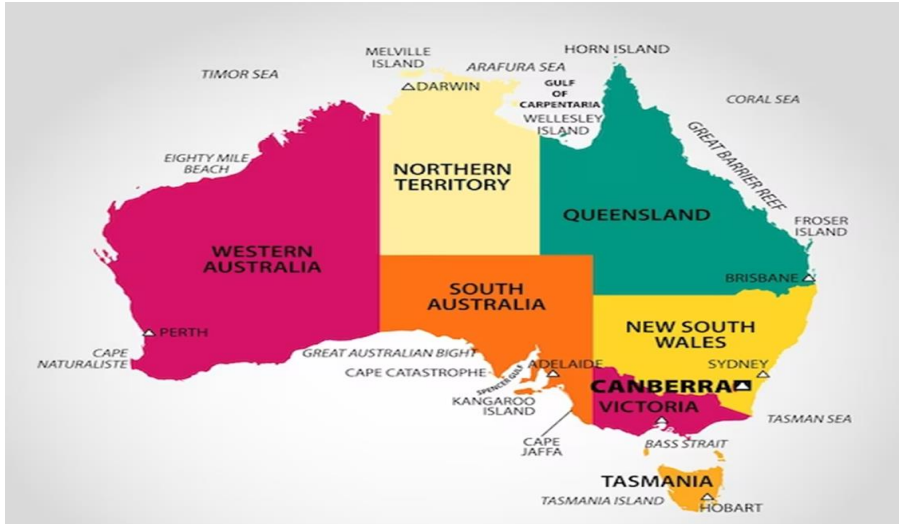 MELVILLE
ISLAND
HORN ISLAND
TIMOR SEA
ARAFURA SEA
DARWIN
GULF
OF
CARPENTARIA
WELLESLEY
ISLAND
CORAL SEA
GREAT BARRIER REEF
EIGHTY MILE
BEACH
NORTHERN
TERRITORY
QUEENSLAND
FROSER
ISLAND
WESTERN
AUSTRALIA
BRISBANE
SOUTH
AUSTRALIA
PERTH
NEW SOUTH
WALES
CAPE
NATURALISTE
GREAT AUSTRALIAN BIGHT
ADELAIDE
SYDNEY
CAPE CATASTROPHE
SPENCER GULF
CANBERRA
KANGAROO
ISLAND
VICTORIA
TASMAN SEA
CAPE
JAFFA
BASS STRAIT
TASMANIA
TASMANIA ISLAND
HOBART